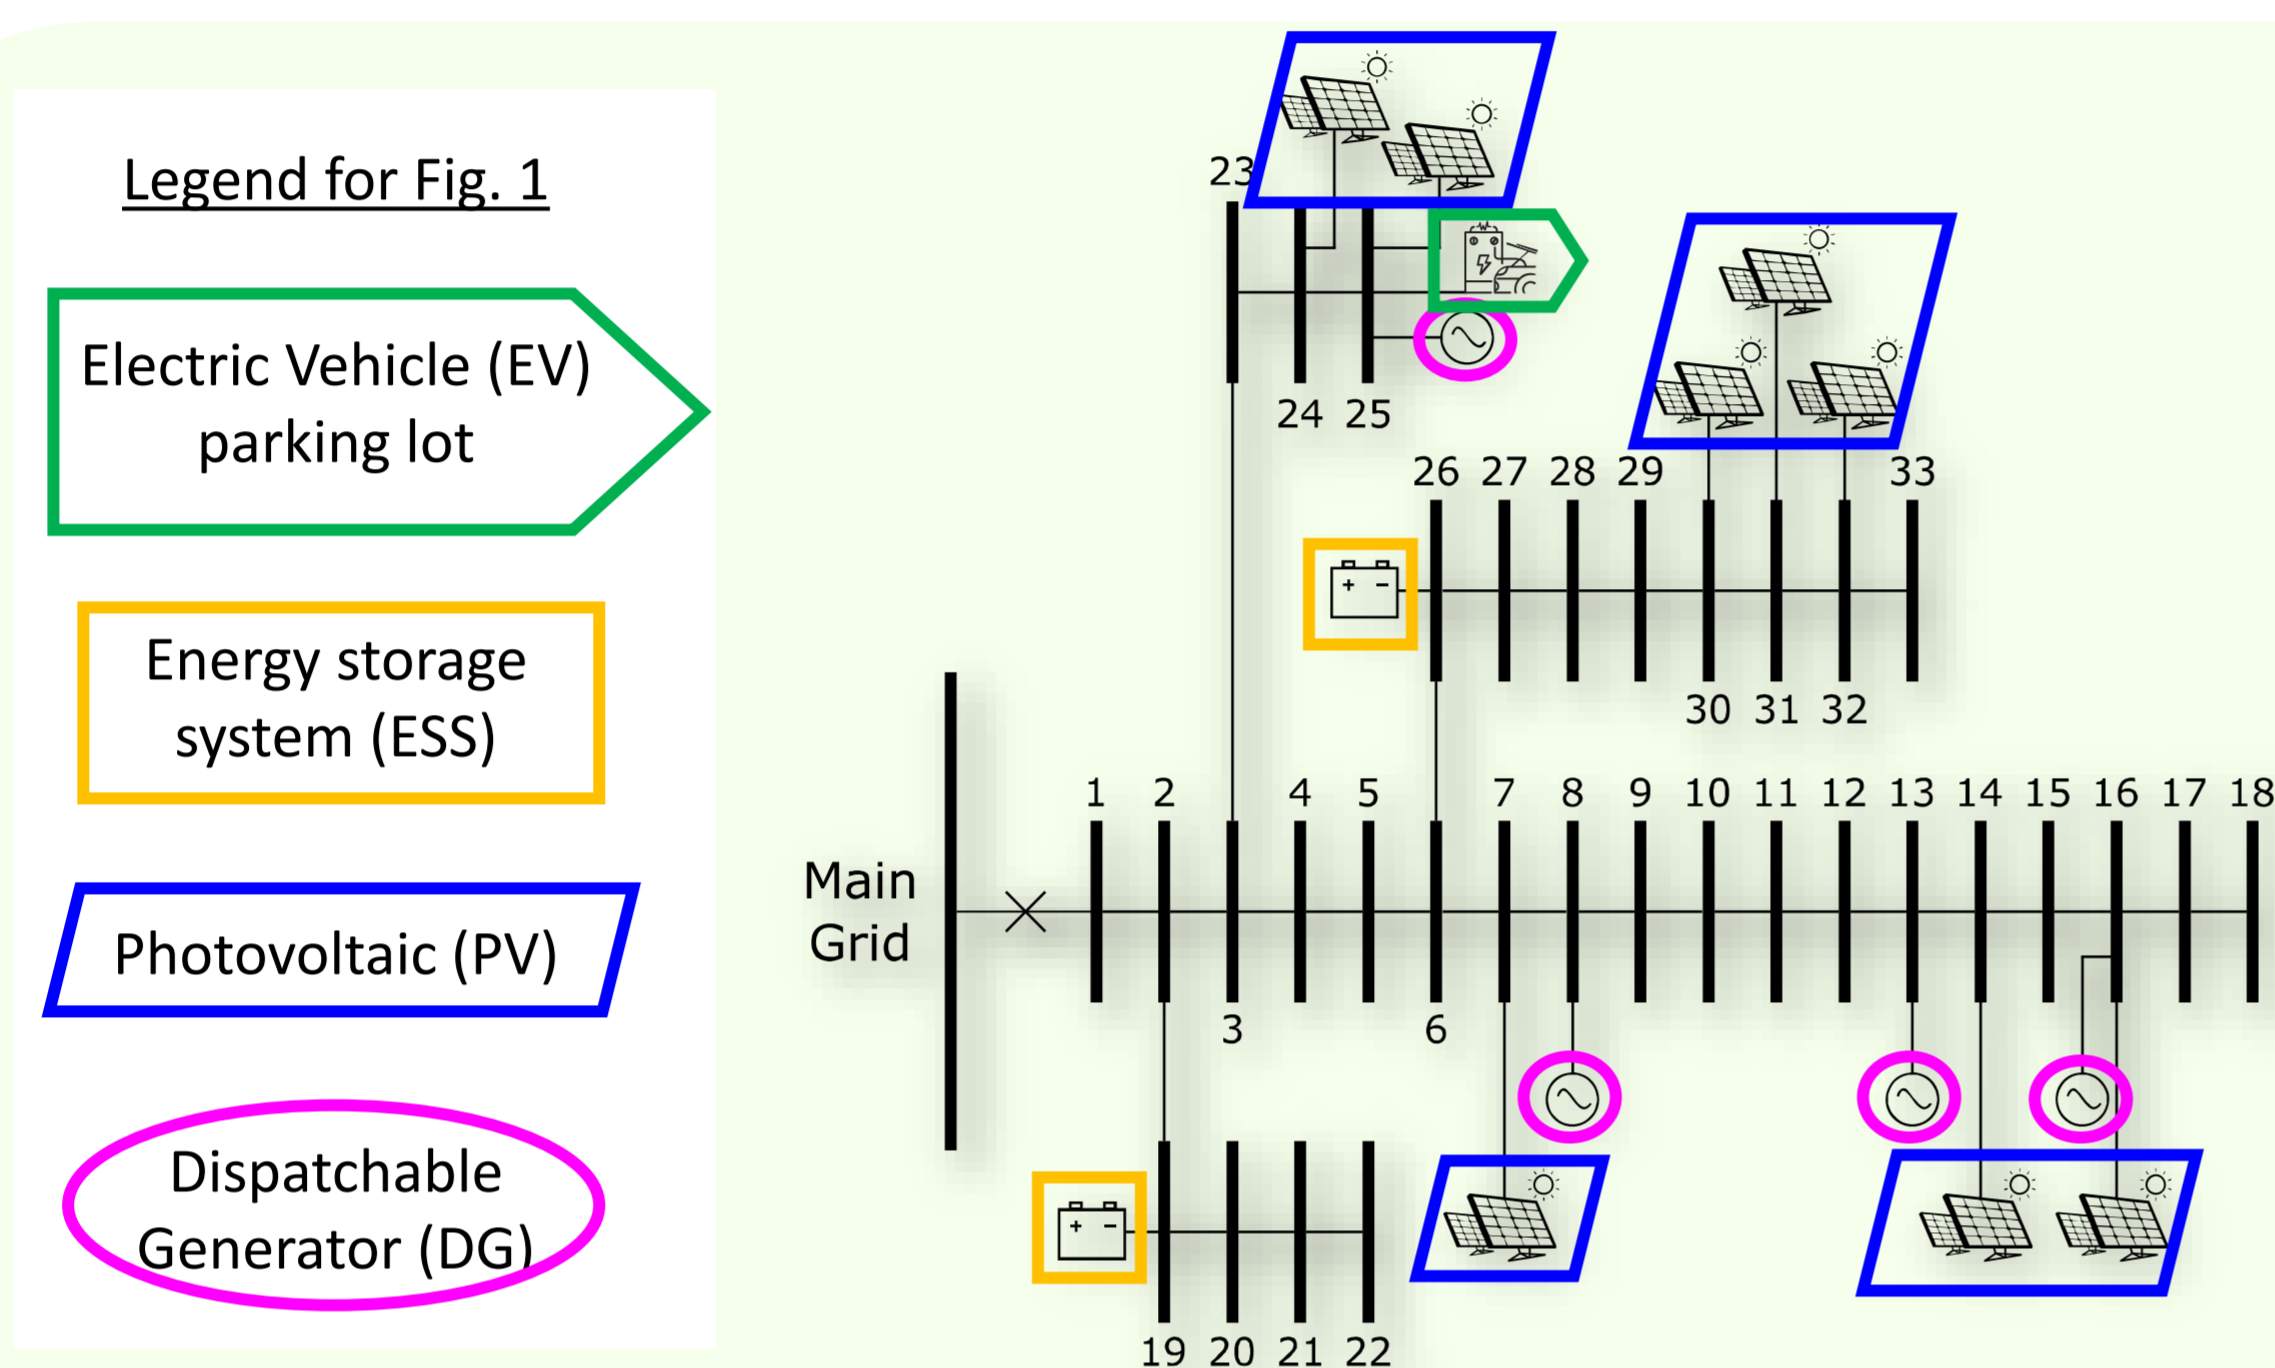 Legend for Fig. 1
Electric Vehicle (EV)
parking lot
Energy storage
system (ESS)
Photovoltaic (PV)
Dispatchable
Generator (DG)
23
24 25
26 27 28 29 33
30 31 32
1 2 4 5 7 8 9 10 11 12 13 14 15 16 17 18
Main
Grid
3 6
19 20 21 22